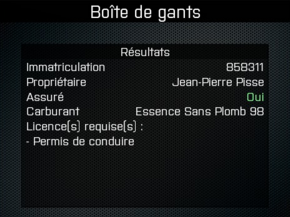 Boîte de gants
Résultats
Immatriculation 858311
Propriétaire Jean-Pierre Pisse
Assuré Oui
Carburant Essence Sans Plomb 98
Licence(s) requise(s) :
- Permis de conduire